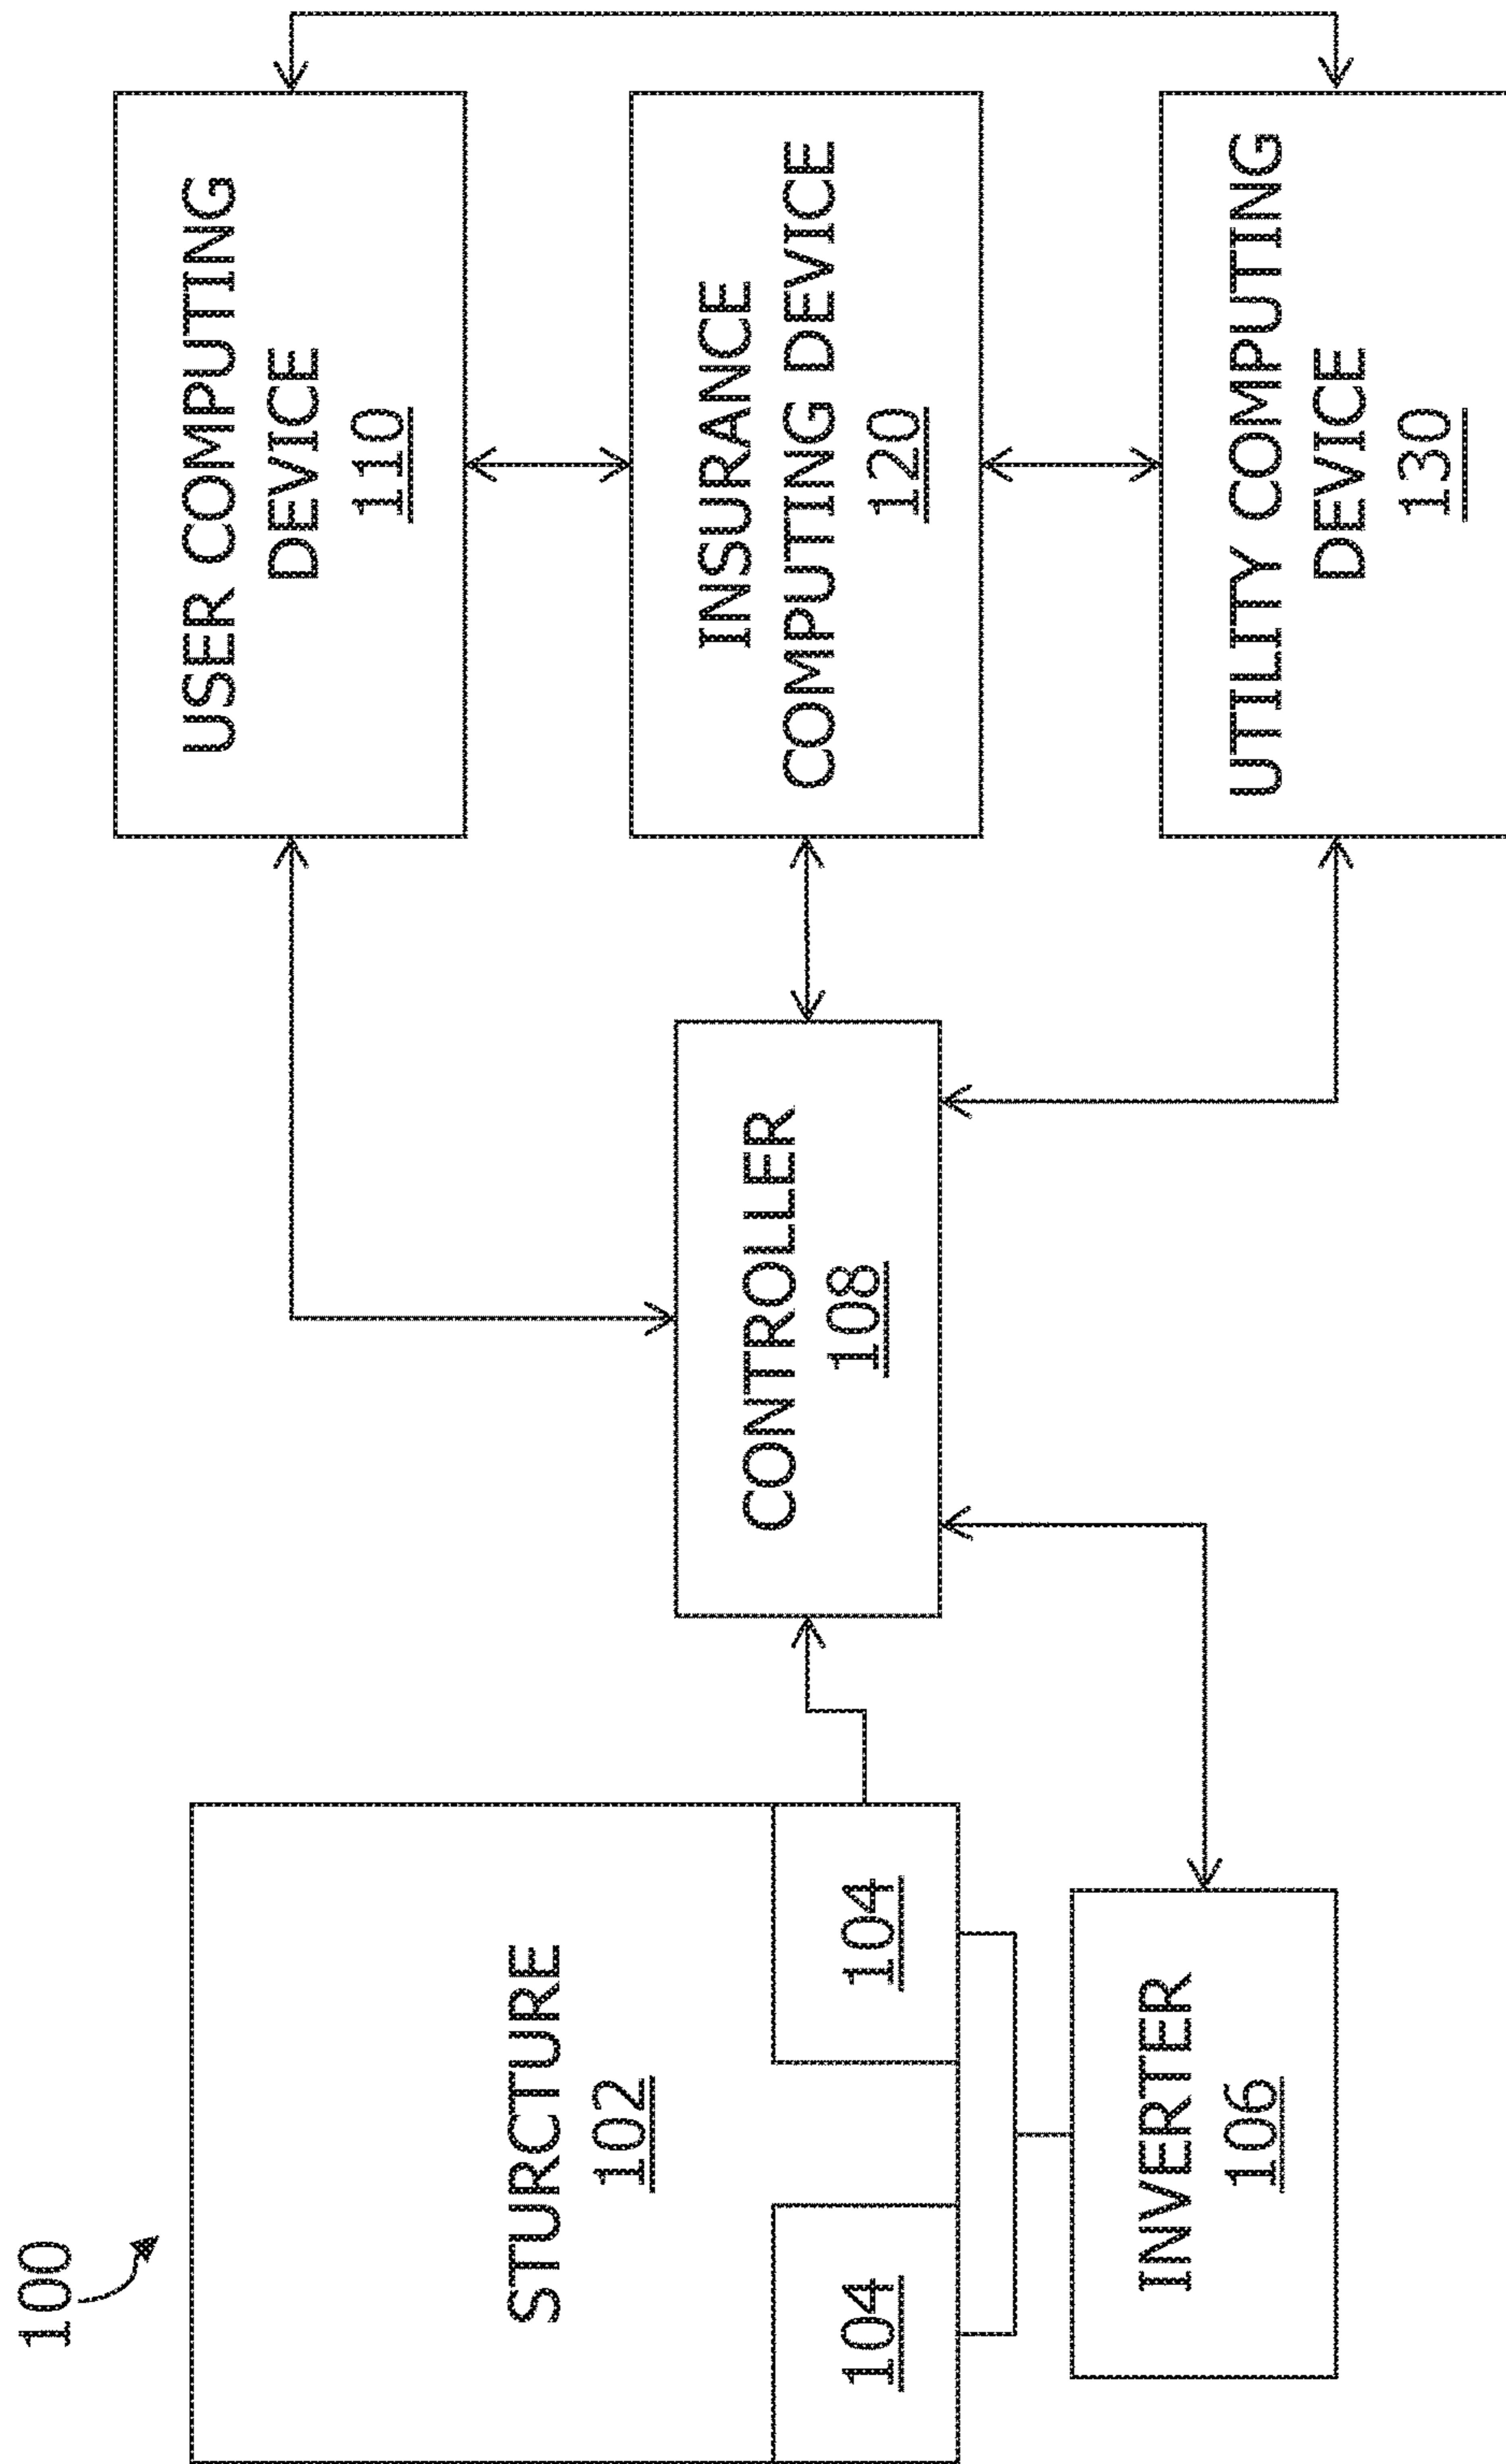 100
STURCTURE
102
104
104
INVERTER
106
CONTROLLER
108
USER COMPUTING
DEVICE
110
INSURANCE
COMPUTING DEVICE
120
UTILITY COMPUTING
DEVICE
130